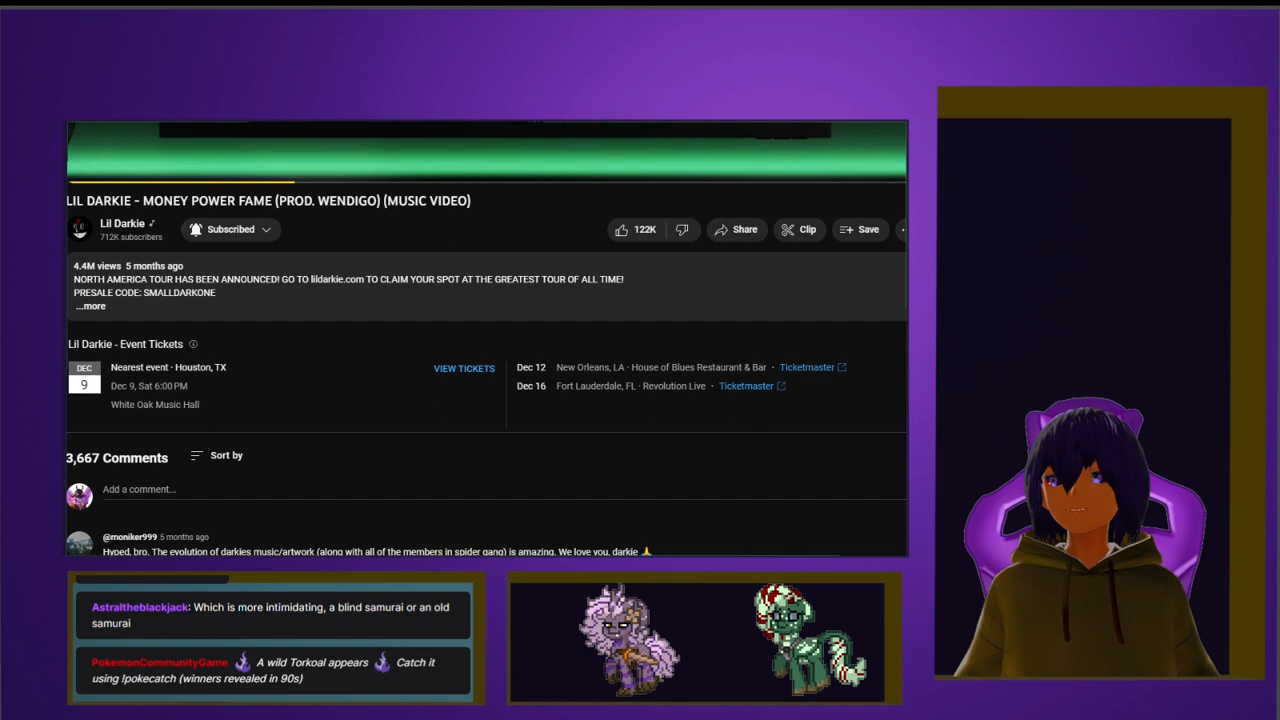 LIL DARKIE - MONEY POWER FAME (PROD. WENDIGO) (MUSIC VIDEO)
Lil Darkie
712K subscribers
Subscribed
122K
Share
Clip
Save
4.4M views 5 months ago
NORTH AMERICA TOUR HAS BEEN ANNOUNCED! GO TO lildarkie.com TO CLAIM YOUR SPOT AT THE GREATEST TOUR OF ALL TIME!
PRESALE CODE: SMALLDARKONE
...more
Lil Darkie - Event Tickets
DEC
9
Nearest event · Houston, TX
Dec 9, Sat 6:00 PM
White Oak Music Hall
VIEW TICKETS
Dec 12 New Orleans, LA · House of Blues Restaurant & Bar · Ticketmaster
Dec 16 Fort Lauderdale, FL · Revolution Live · Ticketmaster
3,667 Comments
Sort by
Add a comment...
@moniker999 5 months ago
Hyped, bro. The evolution of darkies music/artwork (along with all of the members in spider gang) is amazing. We love you, darkie 🙏
Astraltheblackjack: Which is more intimidating, a blind samurai or an old
samurai
PokemonCommunityGame A wild Torkoal appears Catch it
using !pokecatch (winners revealed in 90s)